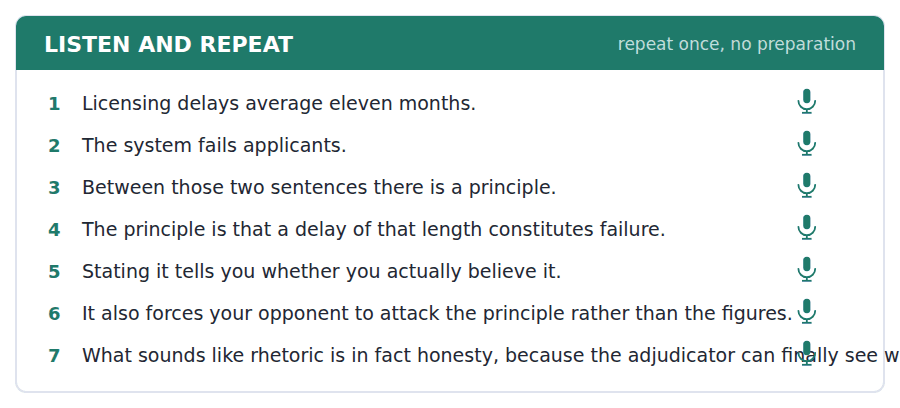 LISTEN AND REPEAT
repeat once, no preparation
1 Licensing delays average eleven months.
2 The system fails applicants.
3 Between those two sentences there is a principle.
4 The principle is that a delay of that length constitutes failure.
5 Stating it tells you whether you actually believe it.
6 It also forces your opponent to attack the principle rather than the figures.
7 What sounds like rhetoric is in fact honesty, because the adjudicator can finally see